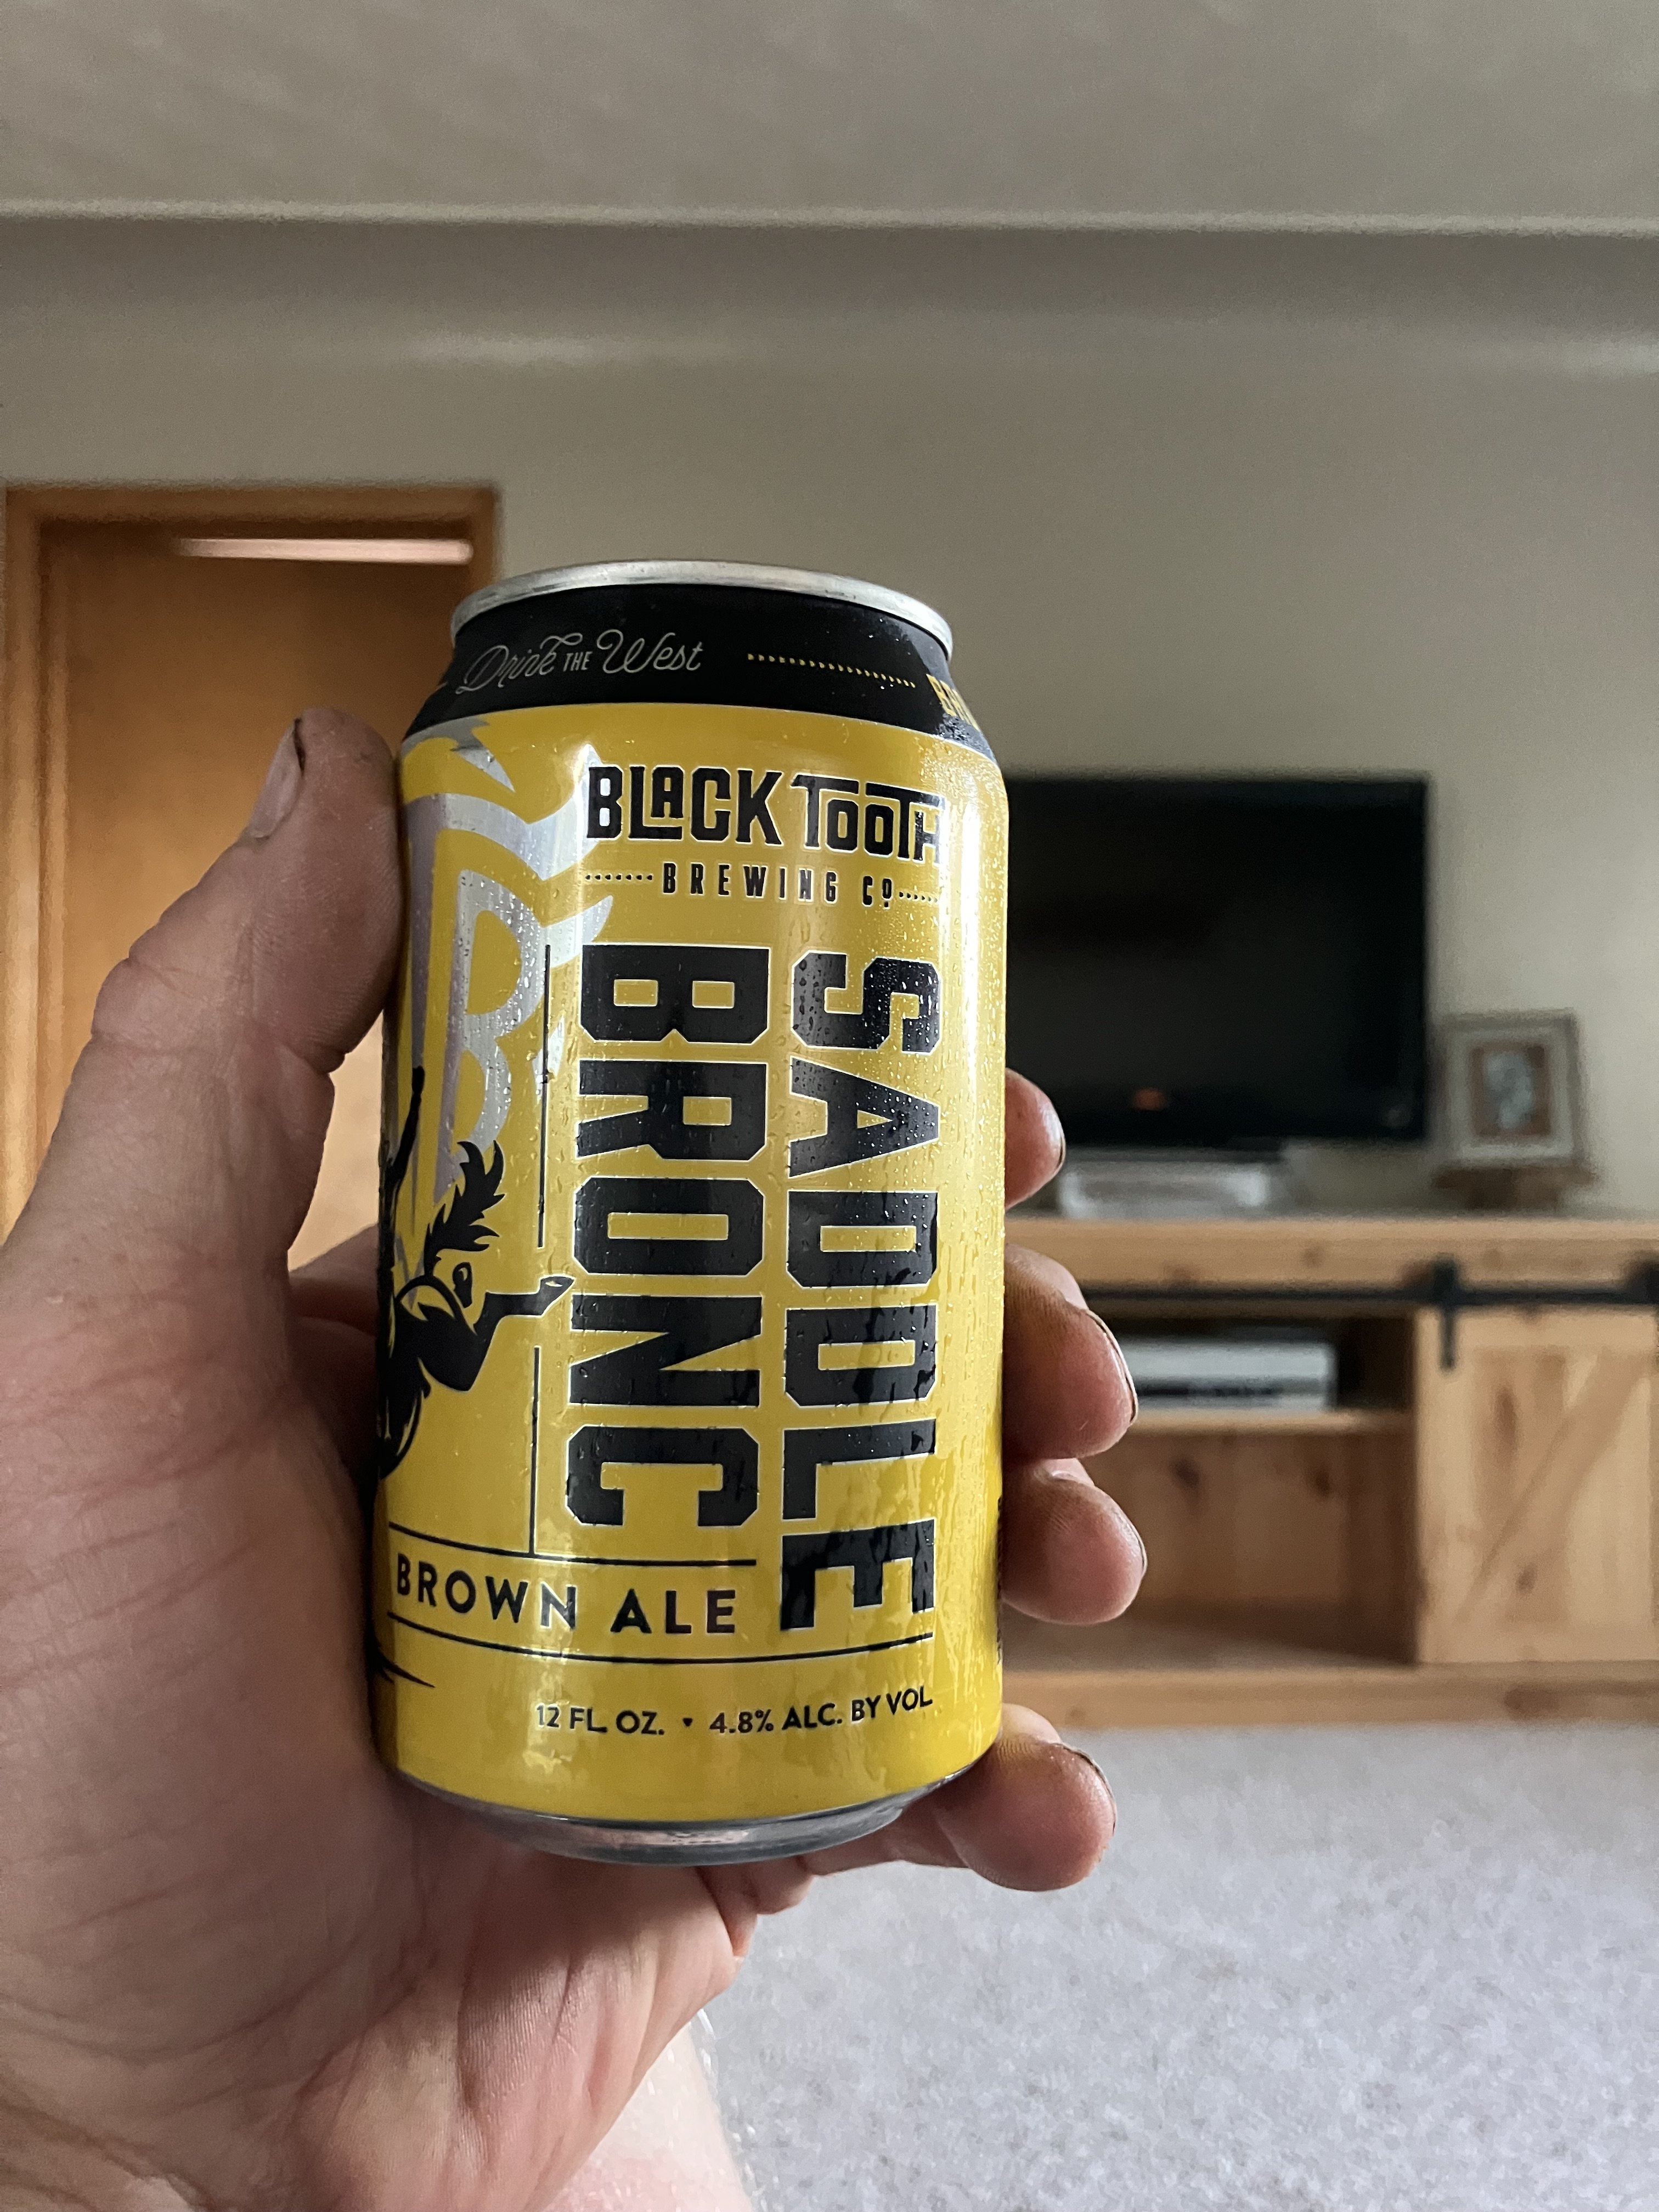 Drink THE West
BLACK TOOTH
BREWING CO
SADDLE
BRONC
BROWN ALE
12 FL. OZ. • 4.8% ALC. BY VOL